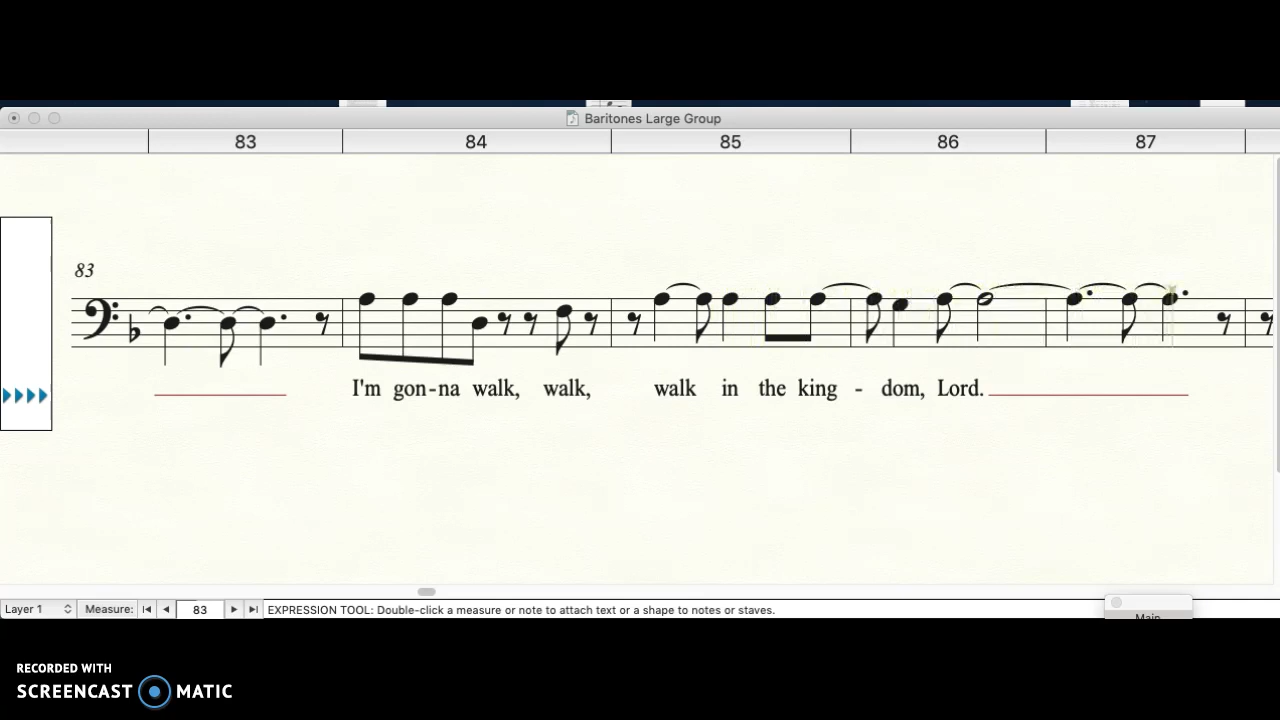 Baritones Large Group
83 84 85 86 87
83
I'm gon-na walk, walk, walk in the king - dom, Lord.
Layer 1 Measure: 83 EXPRESSION TOOL: Double-click a measure or note to attach text or a shape to notes or staves.
Main
RECORDED WITH
SCREENCAST MATIC